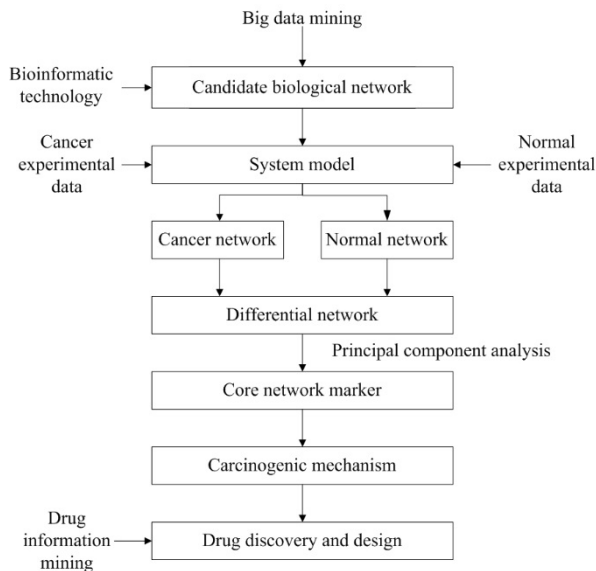 Big data mining
Bioinformatic
technology
Candidate biological network
Cancer
experimental
data
System model
Normal
experimental
data
Cancer network
Normal network
Differential network
Principal component analysis
Core network marker
Carcinogenic mechanism
Drug
information
mining
Drug discovery and design